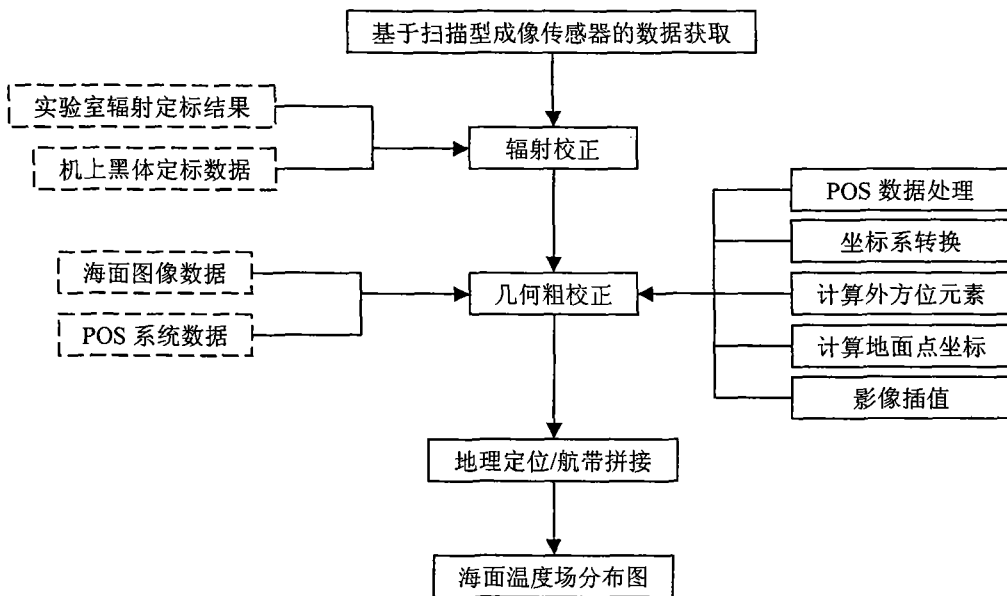 基于扫描型成像传感器的数据获取
实验室辐射定标结果
机上黑体定标数据
辐射校正
POS 数据处理
坐标系转换
海面图像数据
POS 系统数据
几何粗校正
计算外方位元素
计算地面点坐标
影像插值
地理定位/航带拼接
海面温度场分布图